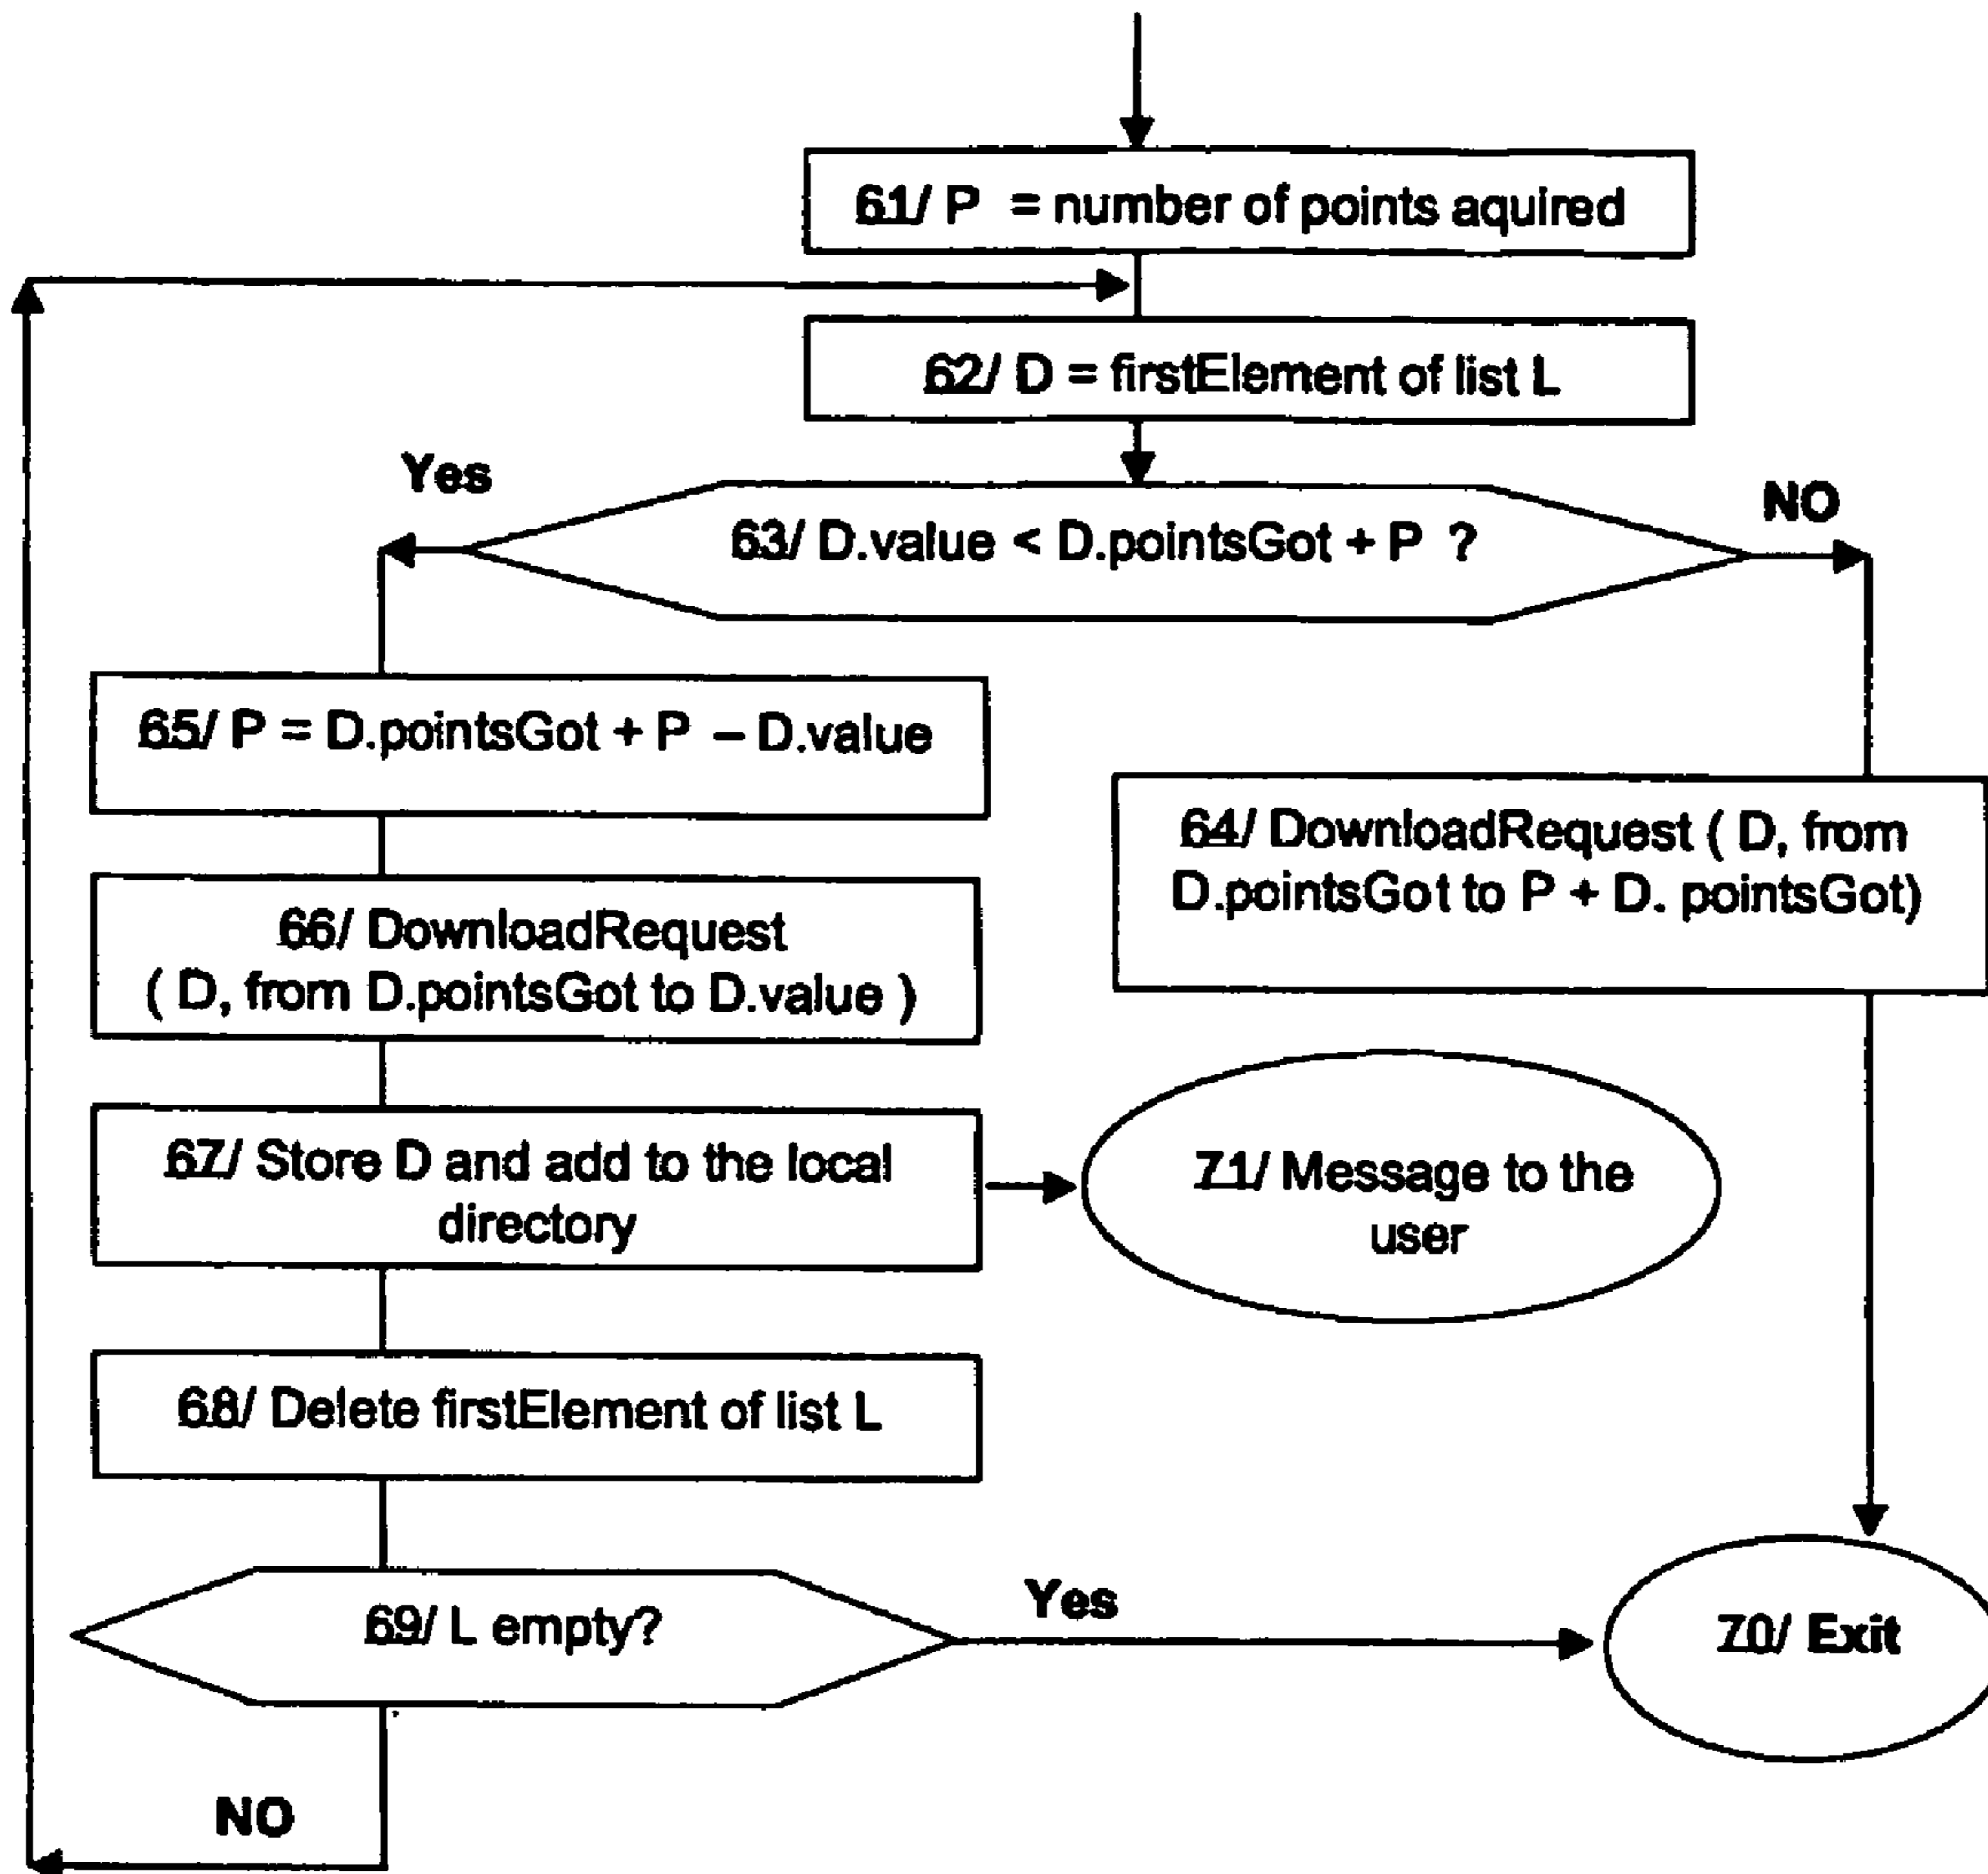 61/ P = number of points aquired
62/ D = firstElement of list L
Yes
NO
63/ D.value < D.pointsGot + P ?
65/ P = D.pointsGot + P – D.value
64/ DownloadRequest ( D, from
D.pointsGot to P + D. pointsGot)
66/ DownloadRequest
( D, from D.pointsGot to D.value )
67/ Store D and add to the local
directory
71/ Message to the
user
68/ Delete firstElement of list L
69/ L empty?
Yes
70/ Exit
NO